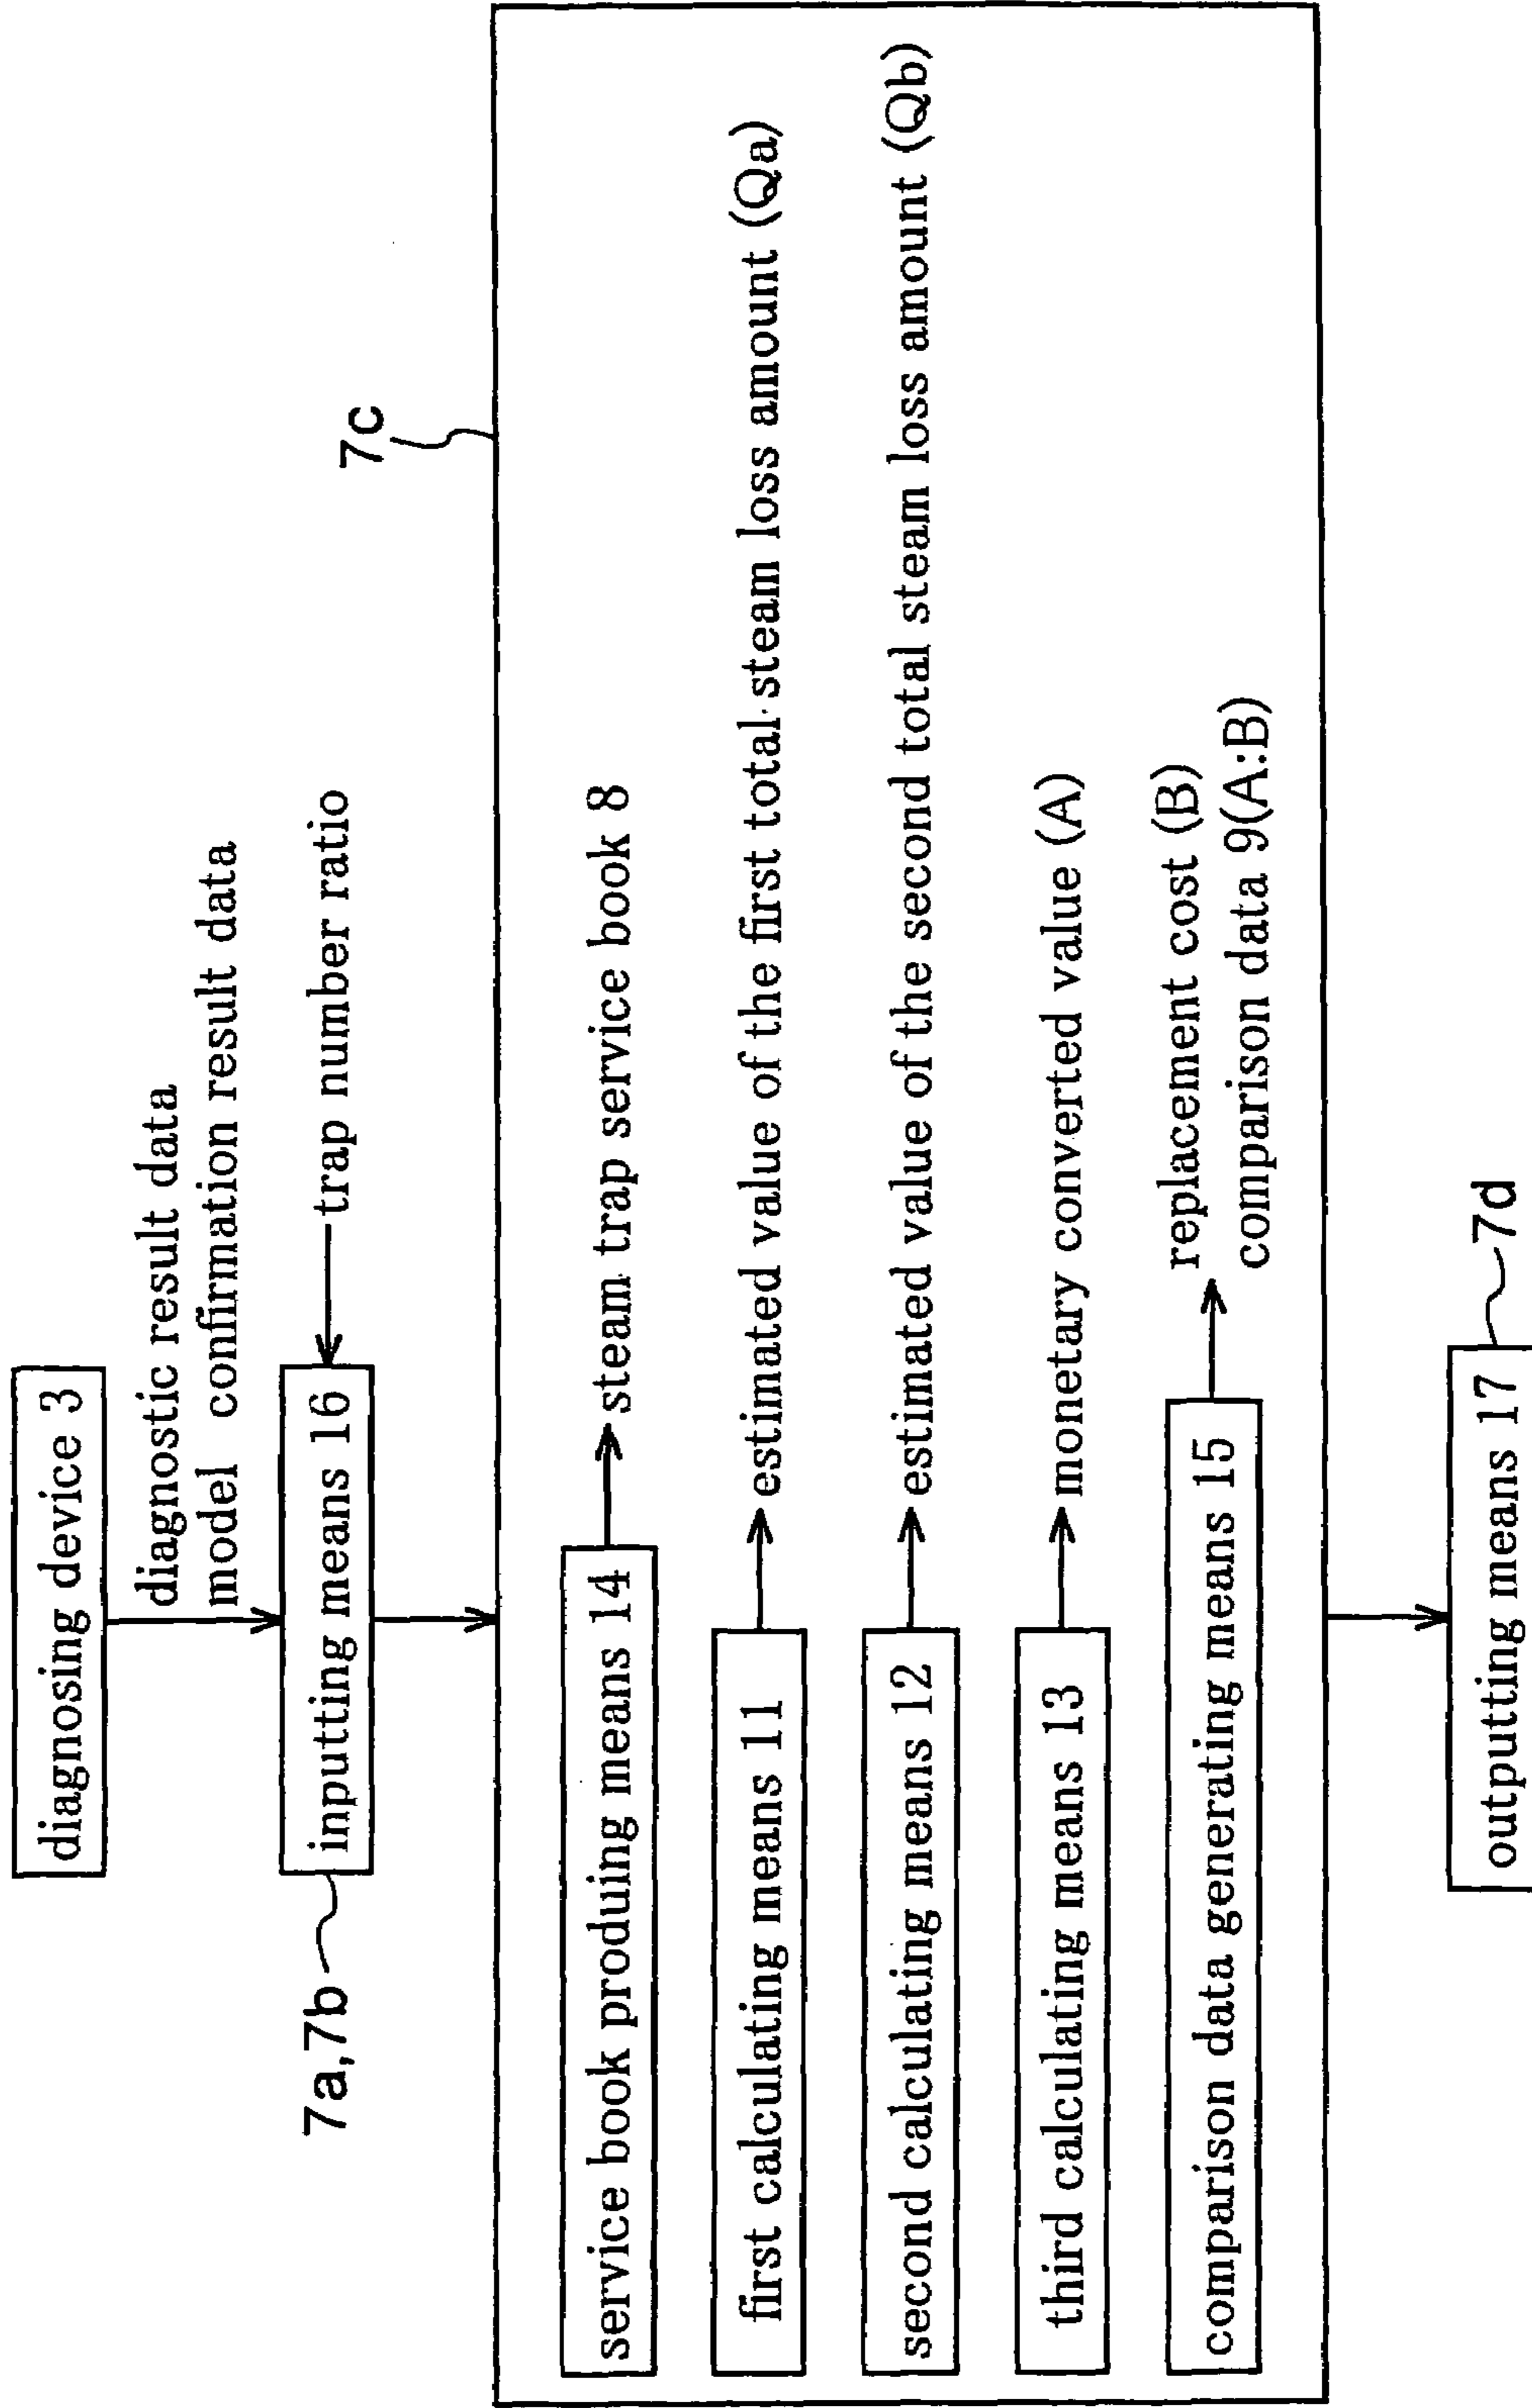 diagnosing device 3
diagnostic result data
model confirmation result data
7a,7b
inputting means 16
trap number ratio
7c
service book produing means 14
steam trap service book 8
first calculating means 11
estimated value of the first total steam loss amount (Qa)
second calculating means 12
estimated value of the second total steam loss amount (Qb)
third calculating means 13
monetary converted value (A)
comparison data generating means 15
replacement cost (B)
comparison data 9(A:B)
outputing means 17
7d